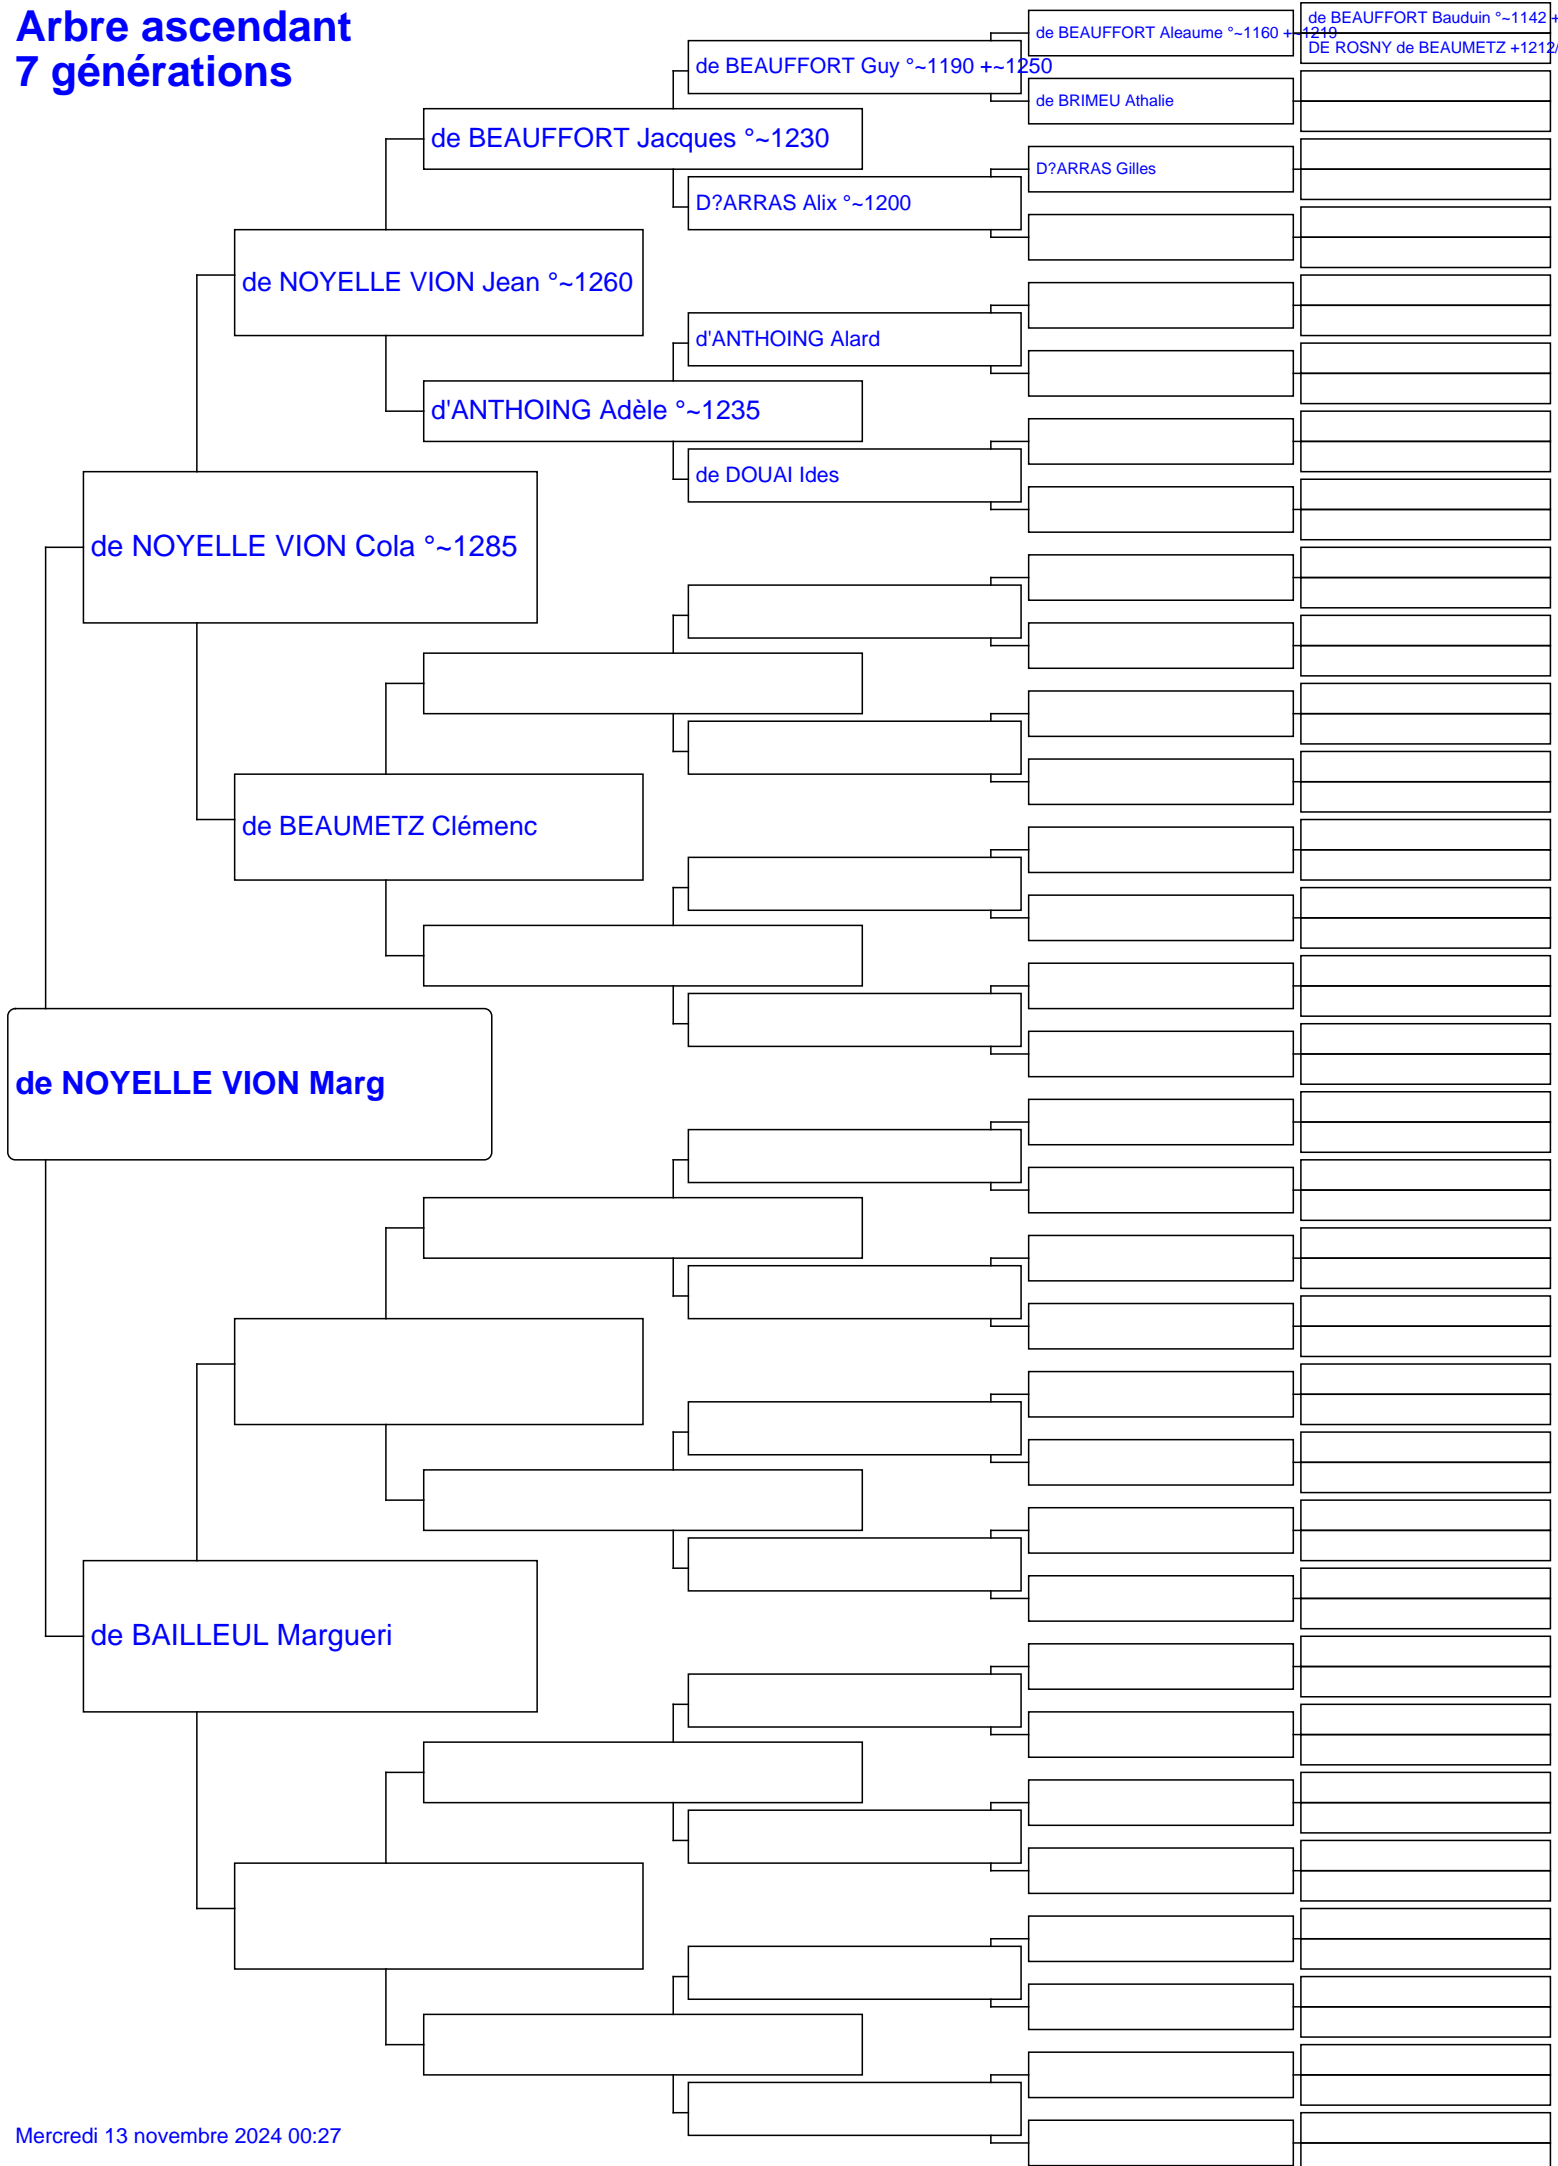 Arbre ascendant
7 générations
de BEAUFFORT Bauduin °~1142 +
DE ROSNY de BEAUMETZ +1212/
de BEAUFFORT Aleaume °~1160 +~1219
de BEAUFFORT Guy °~1190 +~1250
de BRIMEU Athalie
de BEAUFFORT Jacques °~1230
D?ARRAS Gilles
D?ARRAS Alix °~1200
de NOYELLE VION Jean °~1260
d'ANTHOING Alard
d'ANTHOING Adèle °~1235
de DOUAI Ides
de NOYELLE VION Cola °~1285
de BEAUMETZ Clémenc
de NOYELLE VION Marg
de BAILLEUL Margueri
Mercredi 13 novembre 2024 00:27